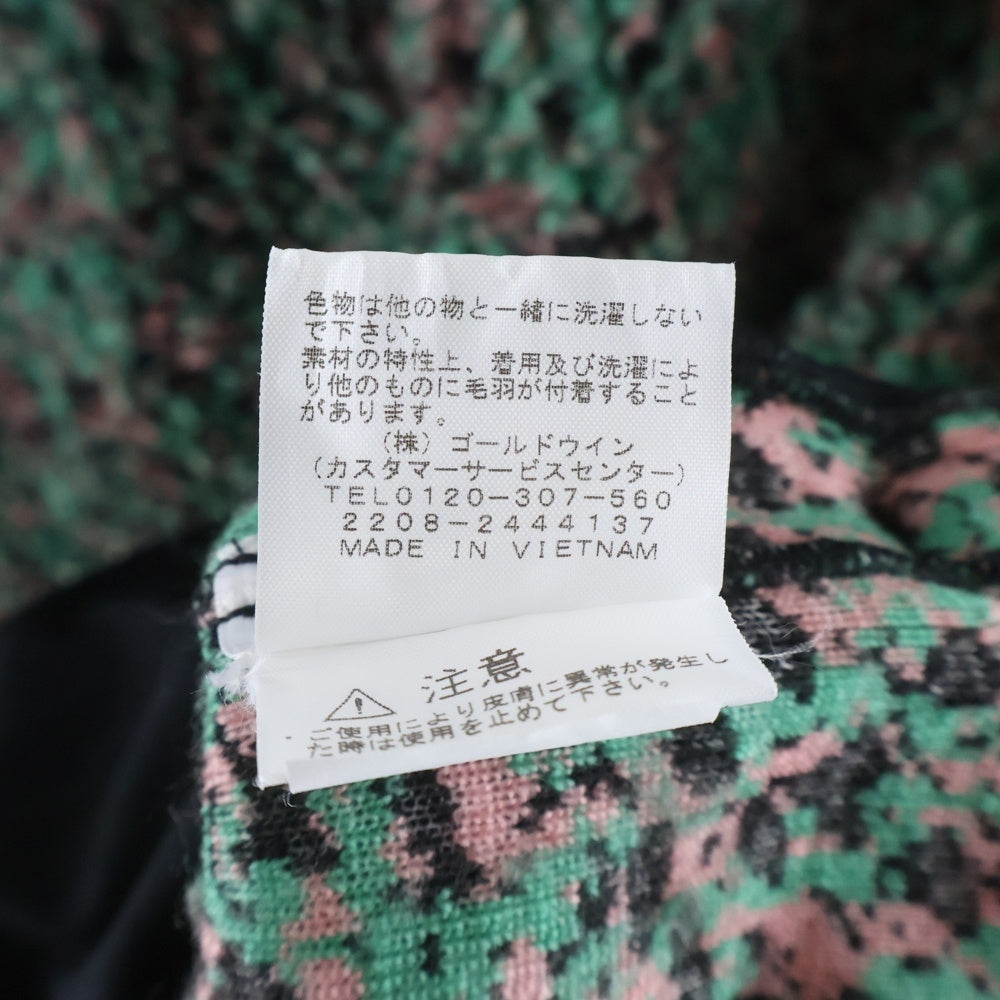 色物は他の物と一緒に洗濯しない
で下さい。
素材の特性上、着用及び洗濯によ
り他のものに毛羽が付着すること
があります。
(株)ゴールドウイン
(カスタマーサービスセンター)
TEL0120-307-560
2208-2444137
MADE IN VIETNAM
注意
ご使用により皮膚に異常が発生し
た時は使用を止めて下さい。